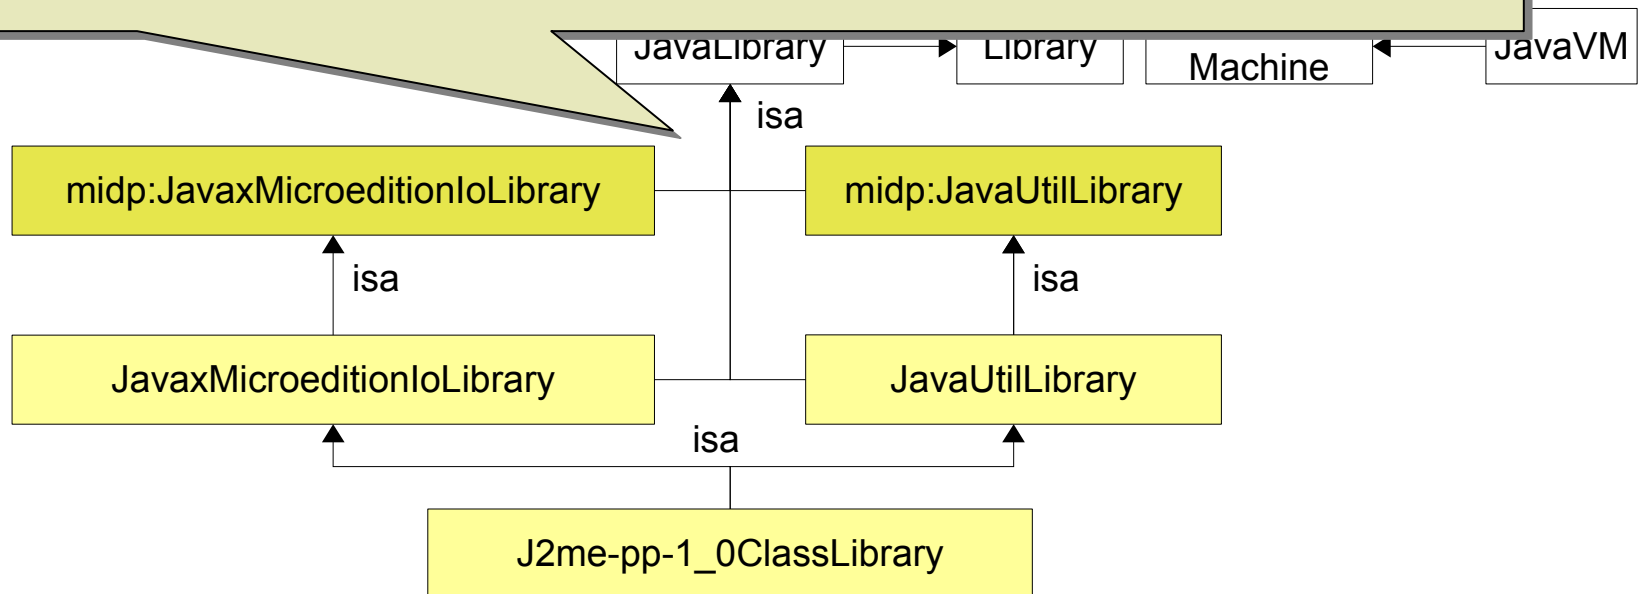 JavaLibrary
Library
Machine
JavaVM
isa
midp:JavaxMicroeditionIoLibrary
midp:JavaUtilLibrary
isa
isa
JavaxMicroeditionIoLibrary
JavaUtilLibrary
isa
J2me-pp-1_0ClassLibrary